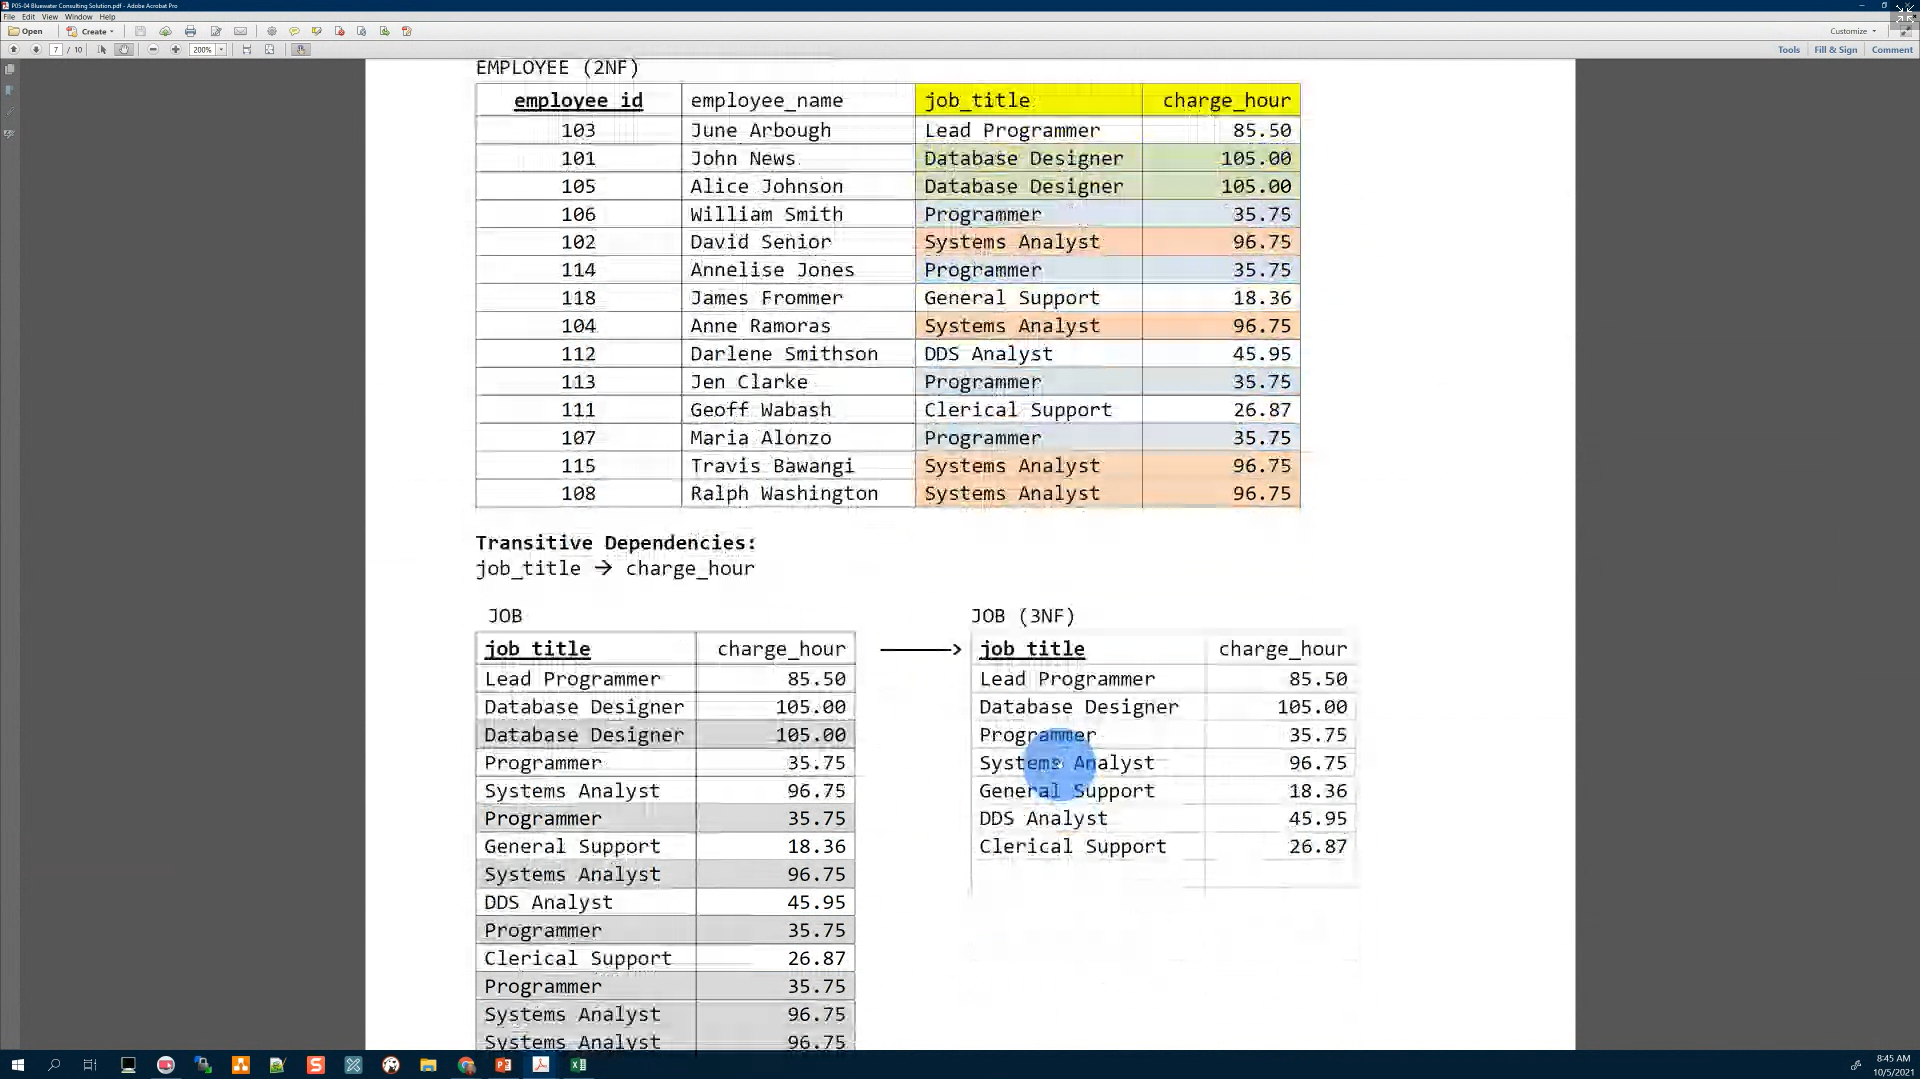 P05-04 Bluewater Consulting Solution.pdf - Adobe Acrobat Pro
File Edit View Window Help
Open Create Customize
7 / 10 200% Tools Fill & Sign Comment
EMPLOYEE (2NF)
employee_id employee_name job_title charge_hour
103 June Arbough Lead Programmer 85.50
101 John News Database Designer 105.00
105 Alice Johnson Database Designer 105.00
106 William Smith Programmer 35.75
102 David Senior Systems Analyst 96.75
114 Annelise Jones Programmer 35.75
118 James Frommer General Support 18.36
104 Anne Ramoras Systems Analyst 96.75
112 Darlene Smithson DDS Analyst 45.95
113 Jen Clarke Programmer 35.75
111 Geoff Wabash Clerical Support 26.87
107 Maria Alonzo Programmer 35.75
115 Travis Bawangi Systems Analyst 96.75
108 Ralph Washington Systems Analyst 96.75
Transitive Dependencies:
job_title → charge_hour
JOB
job_title charge_hour
Lead Programmer 85.50
Database Designer 105.00
Database Designer 105.00
Programmer 35.75
Systems Analyst 96.75
Programmer 35.75
General Support 18.36
Systems Analyst 96.75
DDS Analyst 45.95
Programmer 35.75
Clerical Support 26.87
Programmer 35.75
Systems Analyst 96.75
Systems Analyst 96.75
JOB (3NF)
job_title charge_hour
Lead Programmer 85.50
Database Designer 105.00
Programmer 35.75
Systems Analyst 96.75
General Support 18.36
DDS Analyst 45.95
Clerical Support 26.87
8:45 AM
10/5/2021